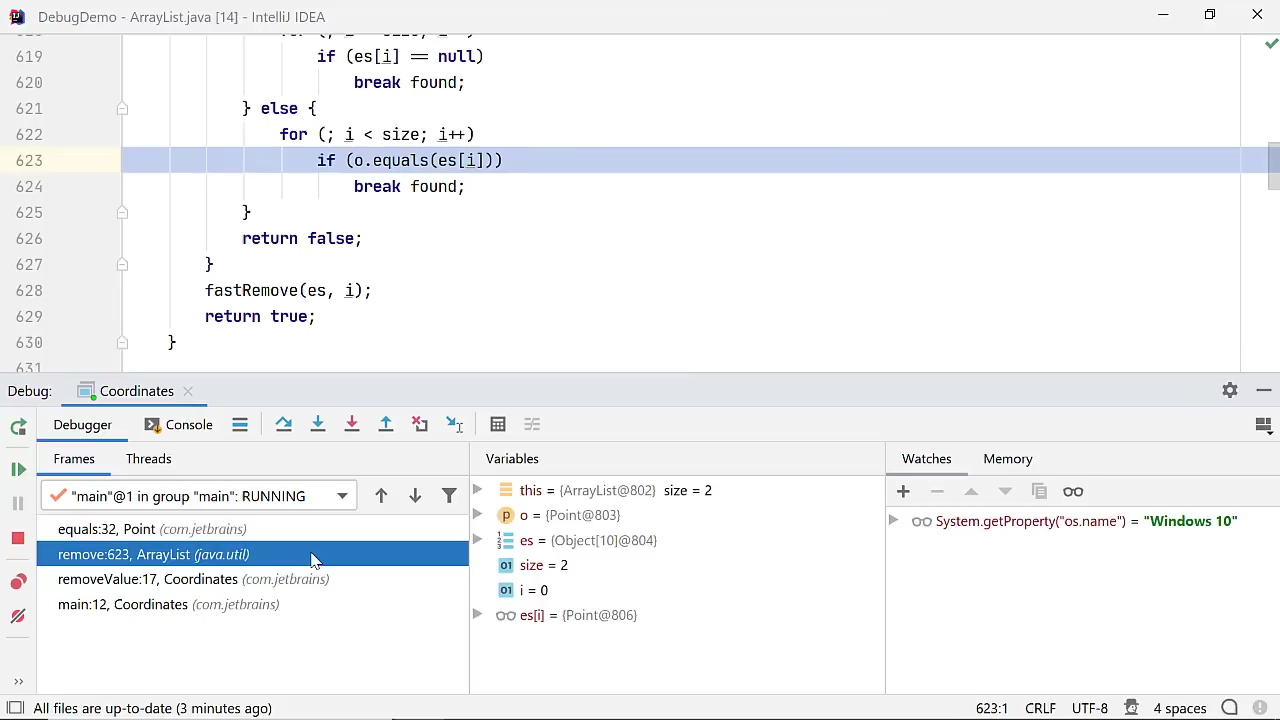 DebugDemo - ArrayList.java [14] - IntelliJ IDEA
619 if (es[i] == null)
620 break found;
621 } else {
622 for (; i < size; i++)
623 if (o.equals(es[i]))
624 break found;
625 }
626 return false;
627 }
628 fastRemove(es, i);
629 return true;
630 }
631
Debug: Coordinates
Debugger Console
Frames Threads Variables Watches Memory
"main"@1 in group "main": RUNNING
equals:32, Point (com.jetbrains)
remove:623, ArrayList (java.util)
removeValue:17, Coordinates (com.jetbrains)
main:12, Coordinates (com.jetbrains)
this = {ArrayList@802} size = 2
o = {Point@803}
es = {Object[10]@804}
size = 2
i = 0
es[i] = {Point@806}
System.getProperty("os.name") = "Windows 10"
All files are up-to-date (3 minutes ago) 623:1 CRLF UTF-8 4 spaces